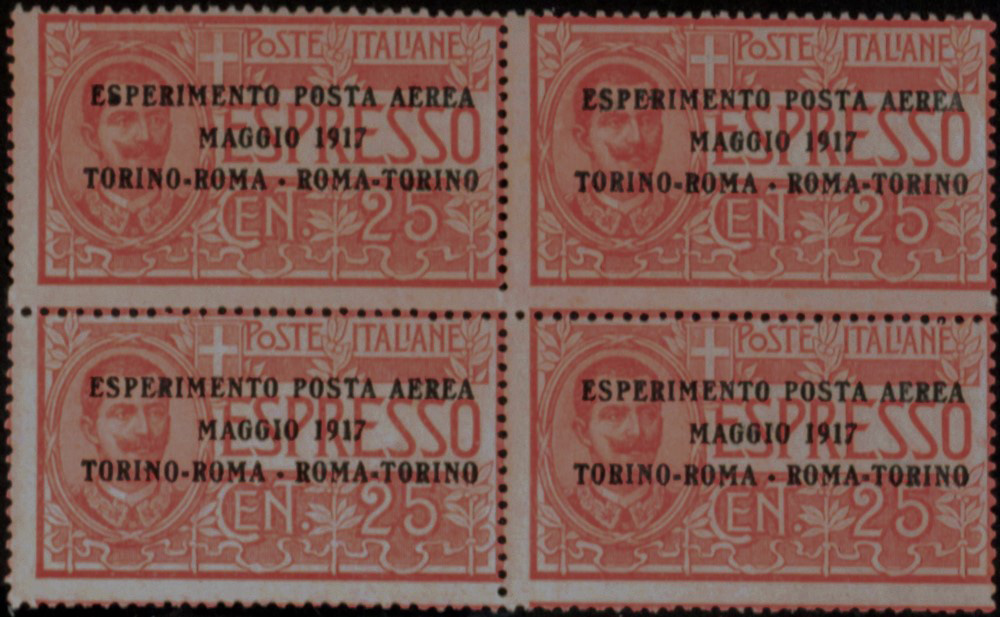 POSTE ITALIANE
ESPERIMENTO POSTA AEREA
ESPRESSO
MAGGIO 1917
TORINO-ROMA · ROMA-TORINO
CEN. 25
POSTE ITALIANE
ESPERIMENTO POSTA AEREA
ESPRESSO
MAGGIO 1917
TORINO-ROMA · ROMA-TORINO
CEN. 25
POSTE ITALIANE
ESPERIMENTO POSTA AEREA
ESPRESSO
MAGGIO 1917
TORINO-ROMA · ROMA-TORINO
CEN. 25
POSTE ITALIANE
ESPERIMENTO POSTA AEREA
ESPRESSO
MAGGIO 1917
TORINO-ROMA · ROMA-TORINO
CEN. 25